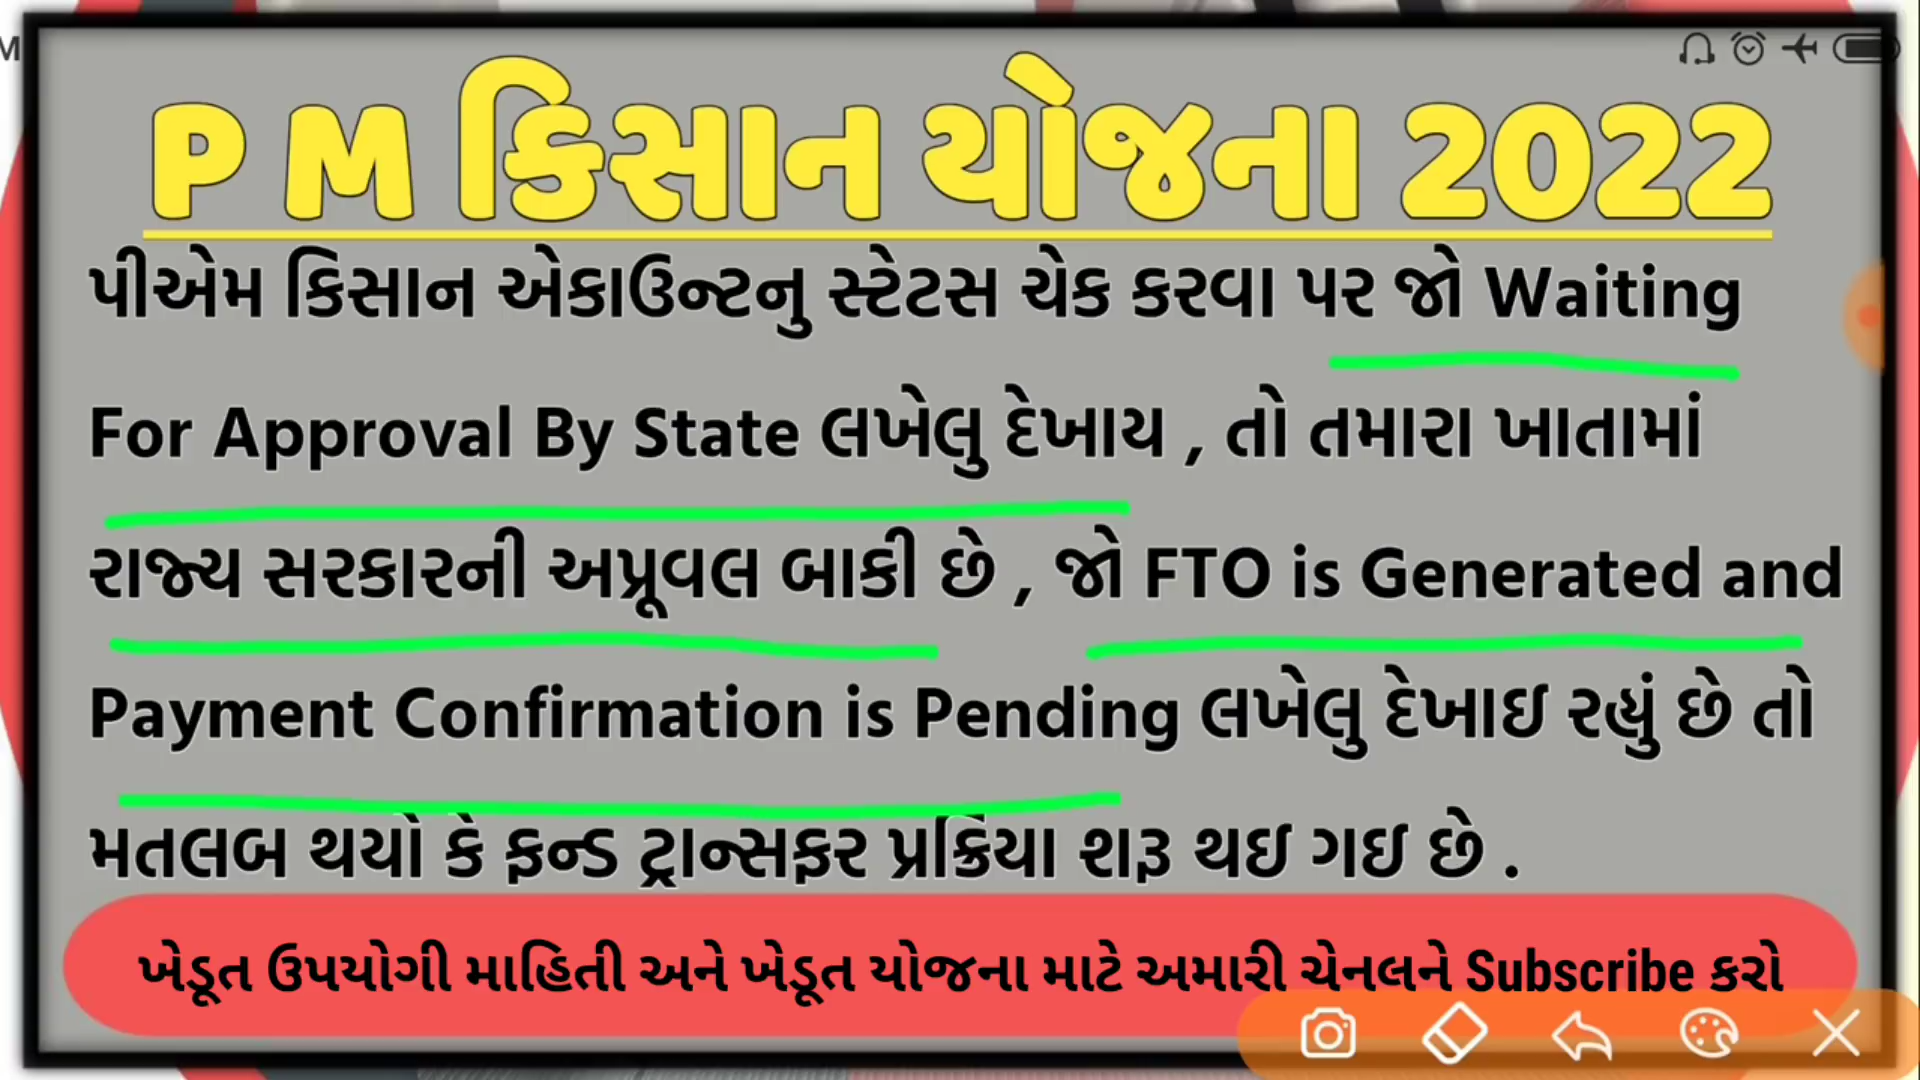 M
P M કિસાન યોજના 2022
પીએમ કિસાન એકાઉન્ટનુ સ્ટેટસ ચેક કરવા પર જો Waiting
For Approval By State લખેલુ દેખાય , તો તમારા ખાતામાં
રાજ્ય સરકારની અપ્રૂવલ બાકી છે , જો FTO is Generated and
Payment Confirmation is Pending લખેલુ દેખાઇ રહ્યું છે તો
મતલબ થયો કે ફન્ડ ટ્રાન્સફર પ્રક્રિયા શરૂ થઇ ગઇ છે .
ખેડૂત ઉપયોગી માહિતી અને ખેડૂત યોજના માટે અમારી ચેનલને Subscribe કરો